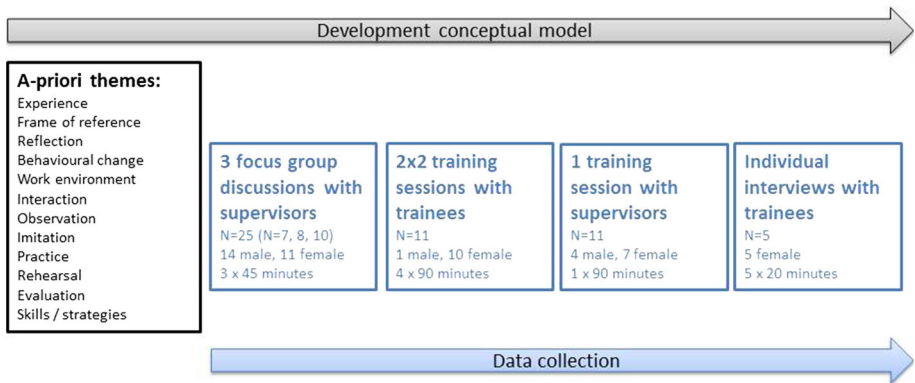 Development conceptual model
A-priori themes:
Experience
Frame of reference
Reflection
Behavioural change
Work environment
Interaction
Observation
Imitation
Practice
Rehearsal
Evaluation
Skills / strategies
3 focus group
discussions with
supervisors
N=25 (N=7, 8, 10)
14 male, 11 female
3 x 45 minutes
2x2 training
sessions with
trainees
N=11
1 male, 10 female
4 x 90 minutes
1 training
session with
supervisors
N=11
4 male, 7 female
1 x 90 minutes
Individual
interviews with
trainees
N=5
5 female
5 x 20 minutes
Data collection